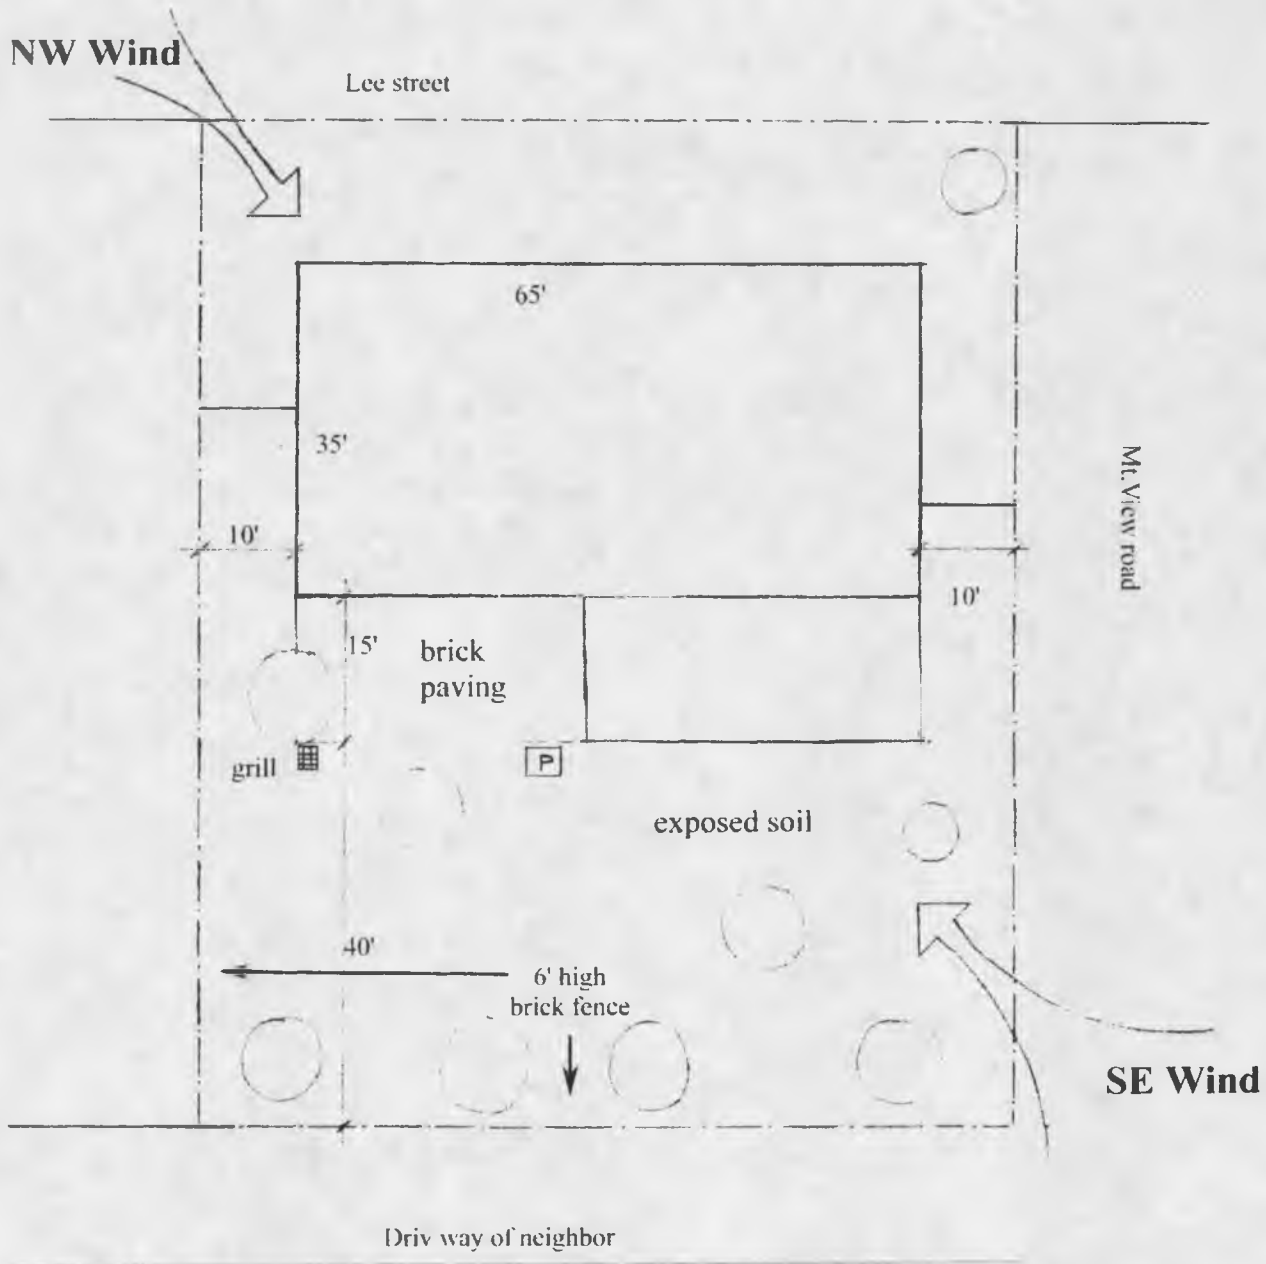 NW Wind
Lee street
65'
35'
Mt. View road
10'
10'
15'
brick
paving
grill
P
exposed soil
40'
6' high
brick fence
SE Wind
Driv way of neighbor